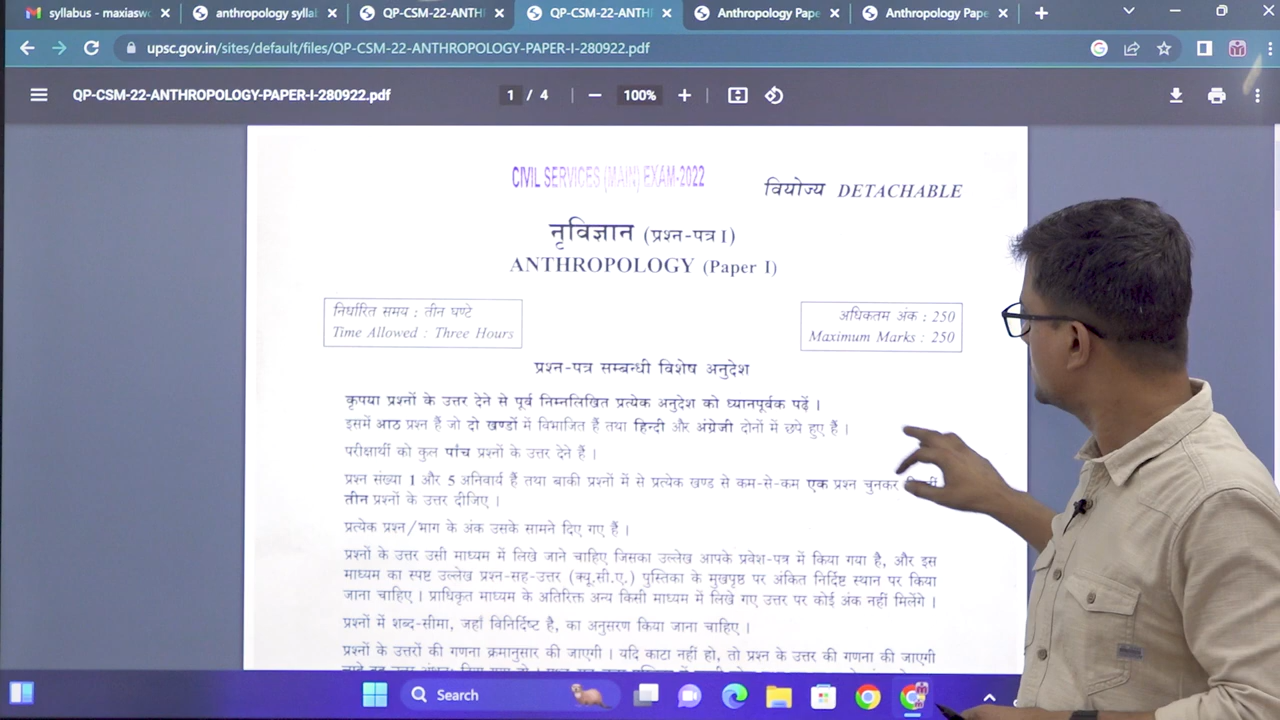 syllabus - maxiasw
anthropology sylla
QP-CSM-22-ANTH
QP-CSM-22-ANTH
Anthropology Pape
Anthropology Pape
upsc.gov.in/sites/default/files/QP-CSM-22-ANTHROPOLOGY-PAPER-I-280922.pdf
QP-CSM-22-ANTHROPOLOGY-PAPER-I-280922.pdf
1 / 4
100%
CIVIL SERVICES (MAIN) EXAM-2022
वियोज्य DETACHABLE
नृविज्ञान (प्रश्न-पत्र I)
ANTHROPOLOGY (Paper I)
निर्धारित समय : तीन घण्टे
Time Allowed : Three Hours
अधिकतम अंक : 250
Maximum Marks : 250
प्रश्न-पत्र सम्बन्धी विशेष अनुदेश
कृपया प्रश्नों के उत्तर देने से पूर्व निम्नलिखित प्रत्येक अनुदेश को ध्यानपूर्वक पढ़ें ।
इसमें आठ प्रश्न हैं जो दो खण्डों में विभाजित हैं तथा हिन्दी और अंग्रेजी दोनों में छपे हुए हैं ।
परीक्षार्थी को कुल पांच प्रश्नों के उत्तर देने हैं ।
प्रश्न संख्या 1 और 5 अनिवार्य हैं तथा बाकी प्रश्नों में से प्रत्येक खण्ड से कम-से-कम एक प्रश्न चुनकर
तीन प्रश्नों के उत्तर दीजिए ।
प्रत्येक प्रश्न/भाग के अंक उसके सामने दिए गए हैं ।
प्रश्नों के उत्तर उसी माध्यम में लिखे जाने चाहिए जिसका उल्लेख आपके प्रवेश-पत्र में किया गया है, और इस
माध्यम का स्पष्ट उल्लेख प्रश्न-सह-उत्तर (क्यू.सी.ए.) पुस्तिका के मुखपृष्ठ पर अंकित निर्दिष्ट स्थान पर किया
जाना चाहिए । प्राधिकृत माध्यम के अतिरिक्त अन्य किसी माध्यम में लिखे गए उत्तर पर कोई अंक नहीं मिलेंगे ।
प्रश्नों में शब्द-सीमा, जहाँ विनिर्दिष्ट है, का अनुसरण किया जाना चाहिए ।
प्रश्नों के उत्तरों की गणना क्रमानुसार की जाएगी । यदि काटा नहीं हो, तो प्रश्न के उत्तर की गणना की जाएगी
Search